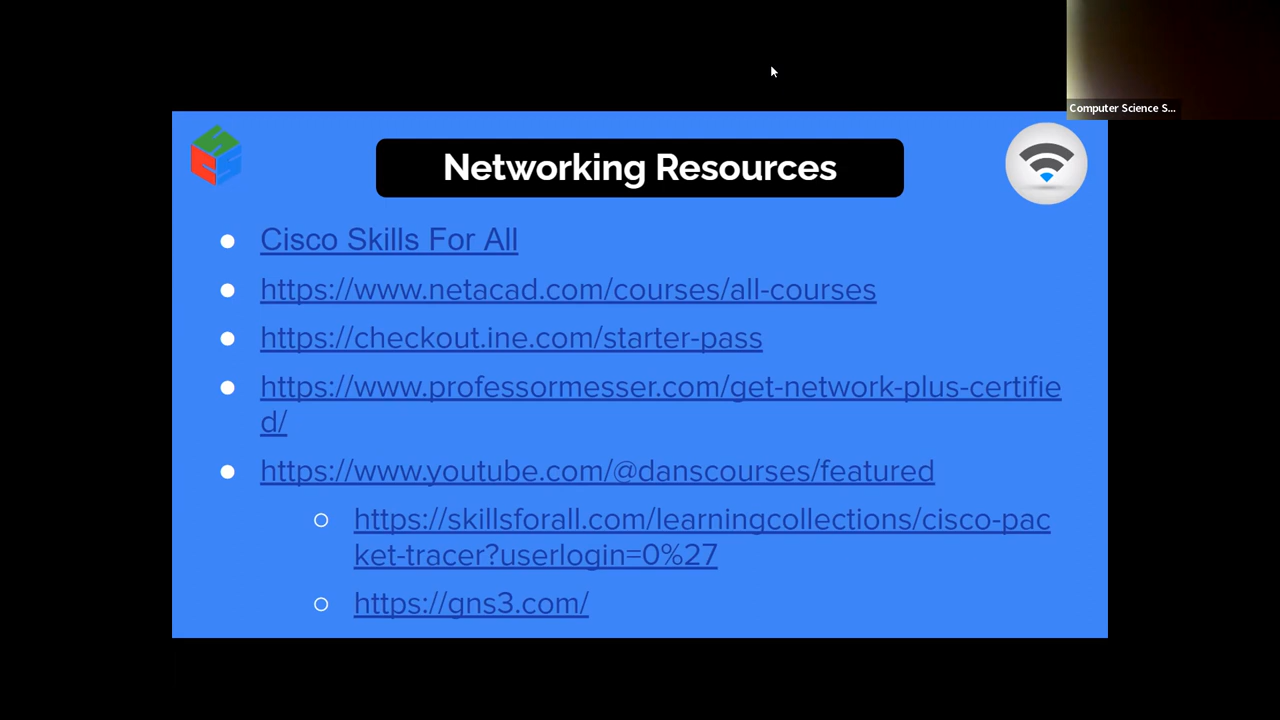 Computer Science S...
Networking Resources
Cisco Skills For All
https://www.netacad.com/courses/all-courses
https://checkout.ine.com/starter-pass
https://www.professormesser.com/get-network-plus-certifie
d/
https://www.youtube.com/@danscourses/featured
https://skillsforall.com/learningcollections/cisco-pac
ket-tracer?userlogin=0%27
https://gns3.com/